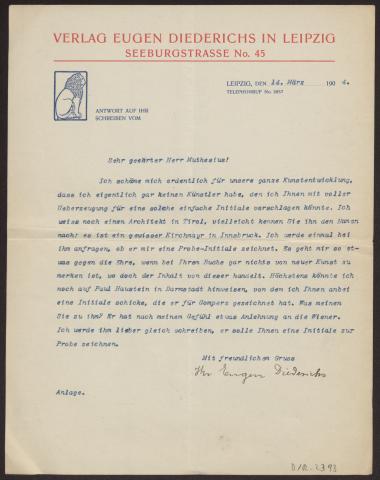 VERLAG EUGEN DIEDERICHS IN LEIPZIG
SEEBURGSTRASSE No. 45
LEIPZIG, DEN 14. März 1904.
TELEPHONRUF No. 2857
ANTWORT AUF IHR
SCHREIBEN VOM
Sehr geehrter Herr Muthesius!
Ich schäme mich ordentlich für unsere ganze Kunstentwicklung,
dass ich eigentlich gar keinen Künstler habe, den ich Ihnen mit voller
Ueberzeugung für eine solche einfache Initiale vorschlagen könnte. Ich
weiss noch einen Architekt in Tirol, vielleicht kennen Sie ihn den Namen
nach: es ist ein gewisser Kirchmayr in Innsbruck. Ich werde einmal bei
ihm anfragen, ob er mir eine Probe-Initiale zeichnet. Es geht mir so et-
was gegen die Ehre, wenn bei Ihrem Buche gar nichts von neuer Kunst zu
merken ist, wo doch der Inhalt von dieser handelt. Höchstens könnte ich
noch auf Paul Haustein in Darmstadt hinweisen, von dem ich Ihnen anbei
eine Initiale schicke, die er für Gomperz gezeichnet hat. Was meinen
Sie zu ihm? Er hat nach meinem Gefühl etwas Anlehnung an die Wiener.
Ich werde ihm lieber gleich schreiben, er solle Ihnen eine Initiale zur
Probe zeichnen.
Mit freundlichem Gruss
Ihr Eugen Diederichs
Anlage.